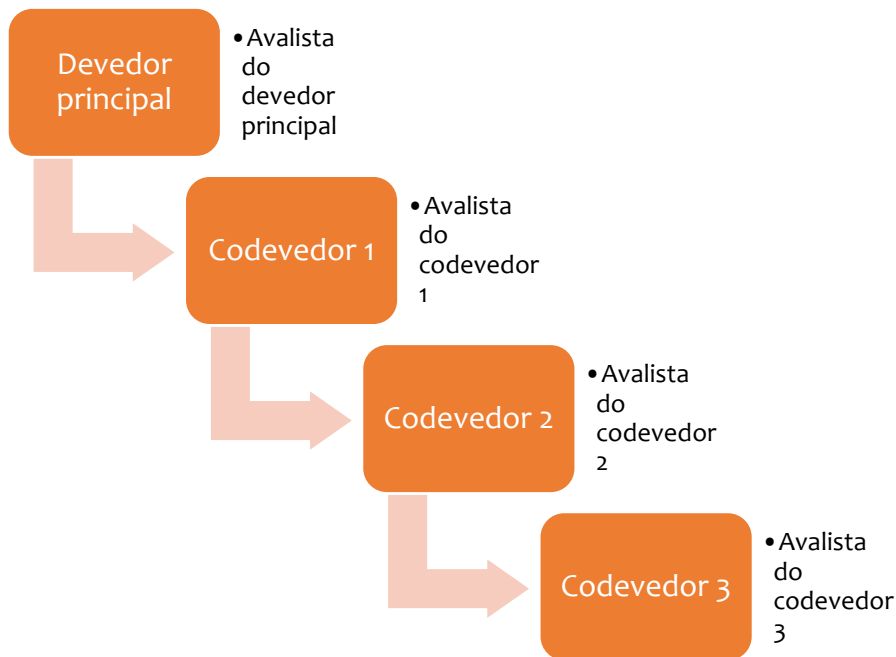 Devedor
principal
•Avalista
do
devedor
principal
Codevedor 1
•Avalista
do
codevedor
1
Codevedor 2
•Avalista
do
codevedor
2
Codevedor 3
•Avalista
do
codevedor
3